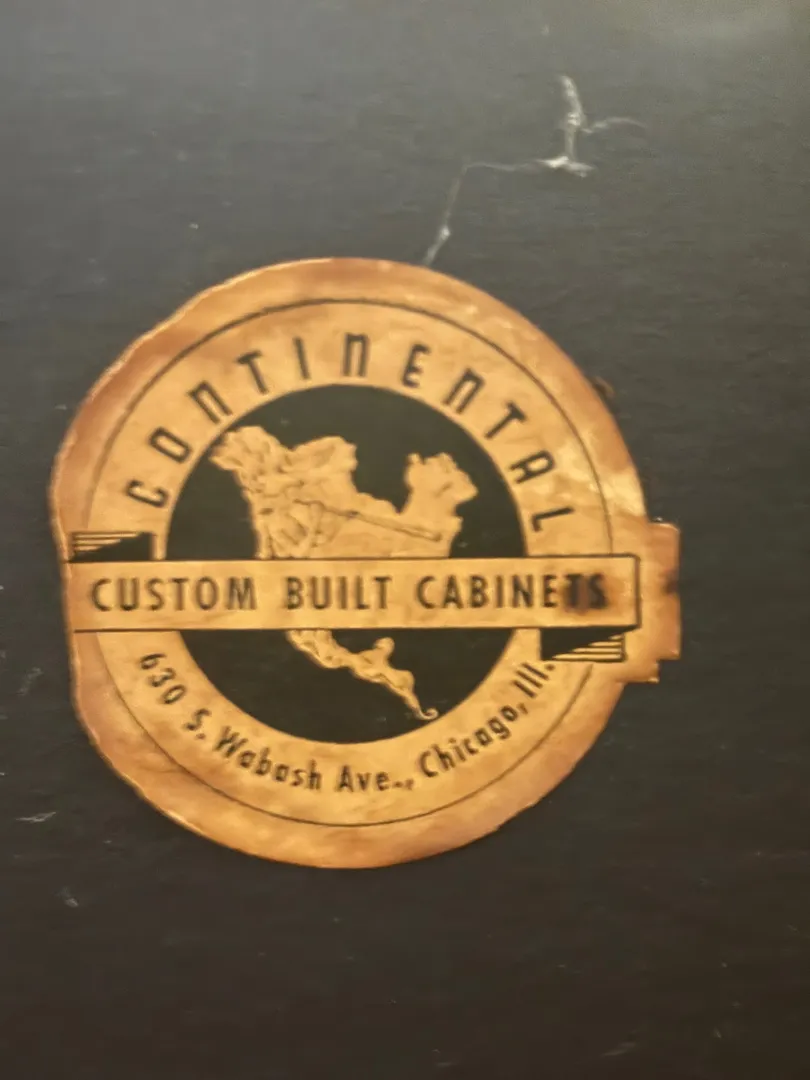 CONTINENTAL
CUSTOM BUILT CABINETS
630 S. Wabash Ave., Chicago, Ill.